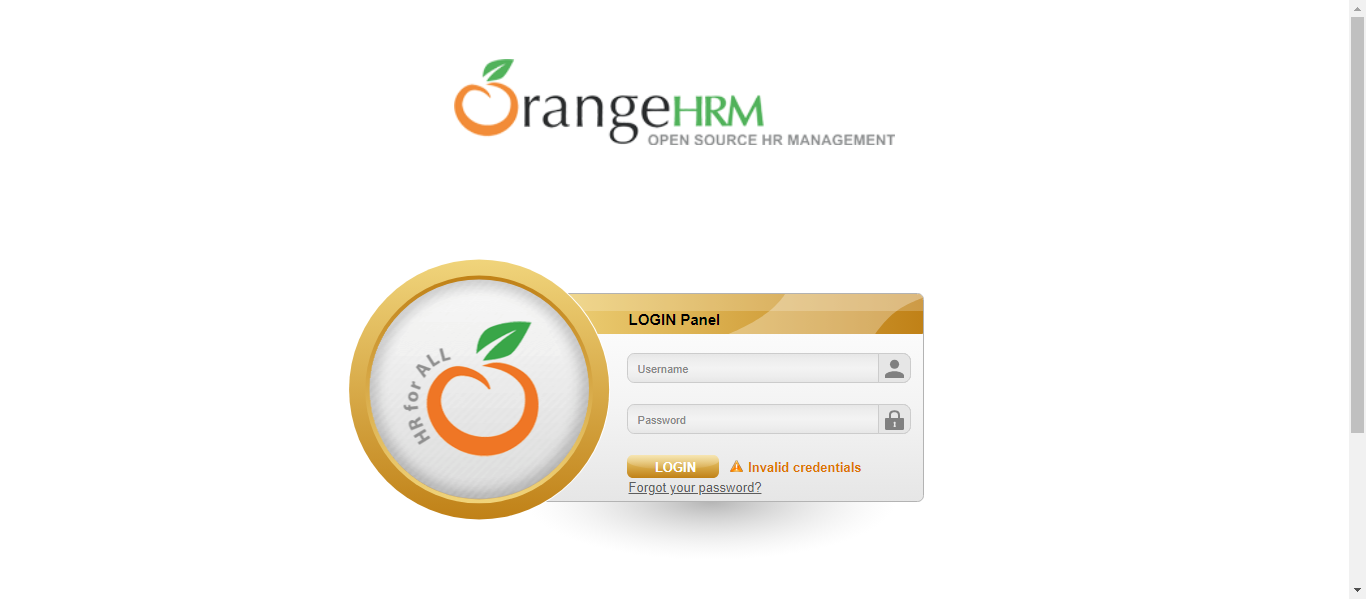 OrangeHRM
OPEN SOURCE HR MANAGEMENT
HR for ALL
LOGIN Panel
Username
Password
LOGIN
Invalid credentials
Forgot your password?